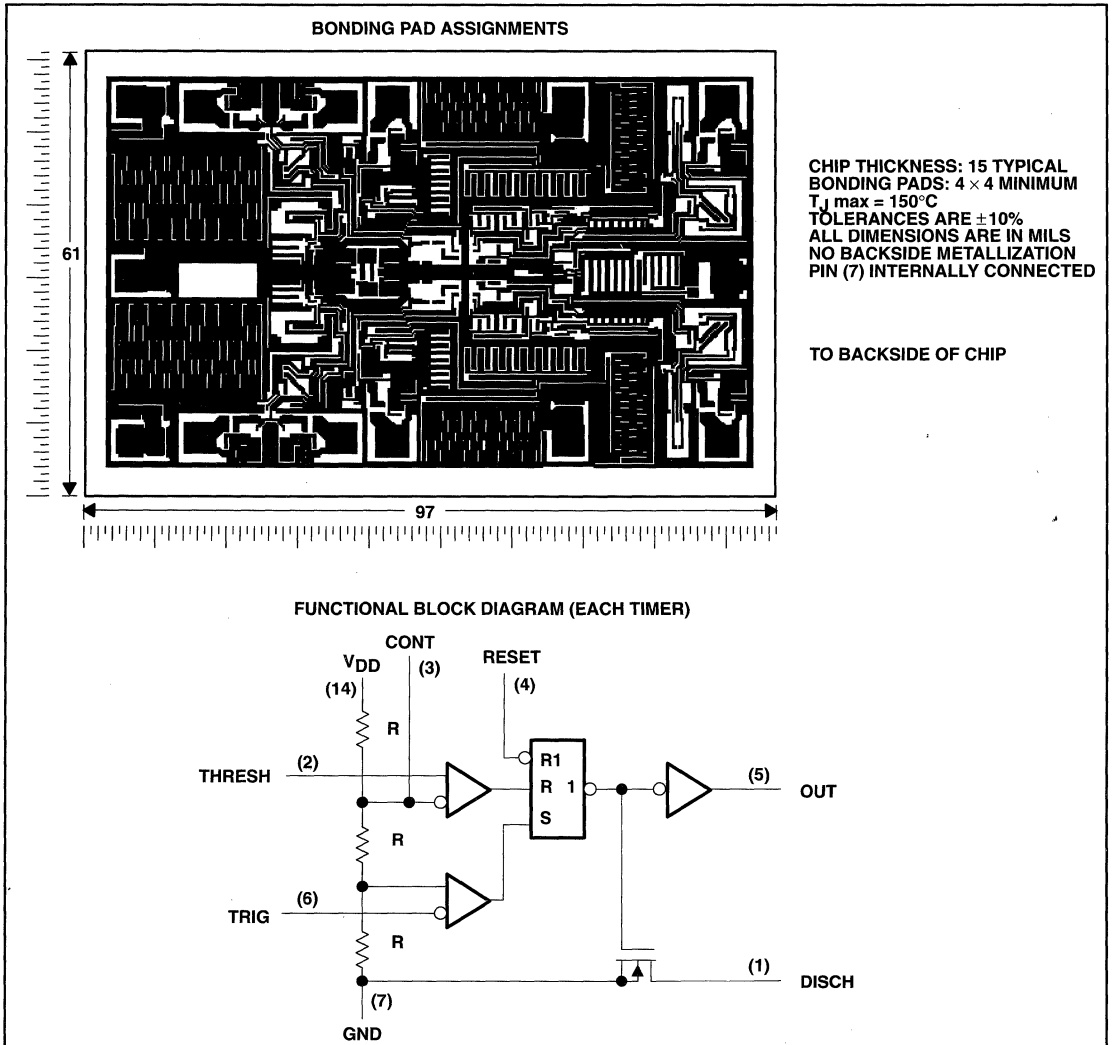 BONDING PAD ASSIGNMENTS
61
97
CHIP THICKNESS: 15 TYPICAL
BONDING PADS: 4 × 4 MINIMUM
TJ max = 150°C
TOLERANCES ARE ±10%
ALL DIMENSIONS ARE IN MILS
NO BACKSIDE METALLIZATION
PIN (7) INTERNALLY CONNECTED
TO BACKSIDE OF CHIP
FUNCTIONAL BLOCK DIAGRAM (EACH TIMER)
CONT
(3)
VDD
(14)
RESET
(4)
R
THRESH
(2)
R1
R 1
S
(5)
OUT
R
(6)
TRIG
R
(1)
DISCH
(7)
GND